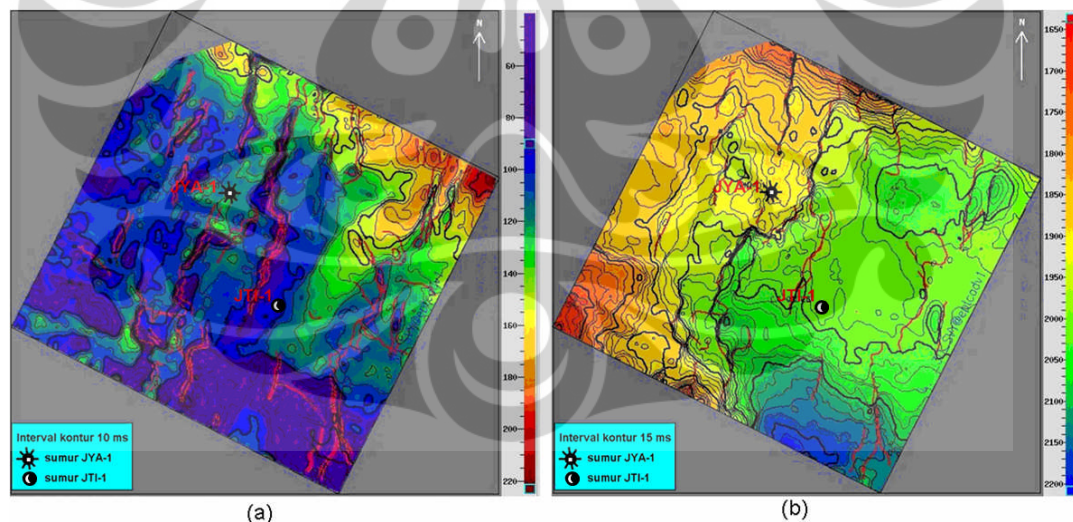 N
JYA-1
JTI-1
Interval kontur 10 ms
sumur JYA-1
sumur JTI-1
60
80
100
120
140
160
180
200
220
(a)
N
JYA-1
JTI-1
Interval kontur 15 ms
sumur JYA-1
sumur JTI-1
1650
1700
1750
1800
1850
1900
1950
2000
2050
2100
2150
2200
(b)